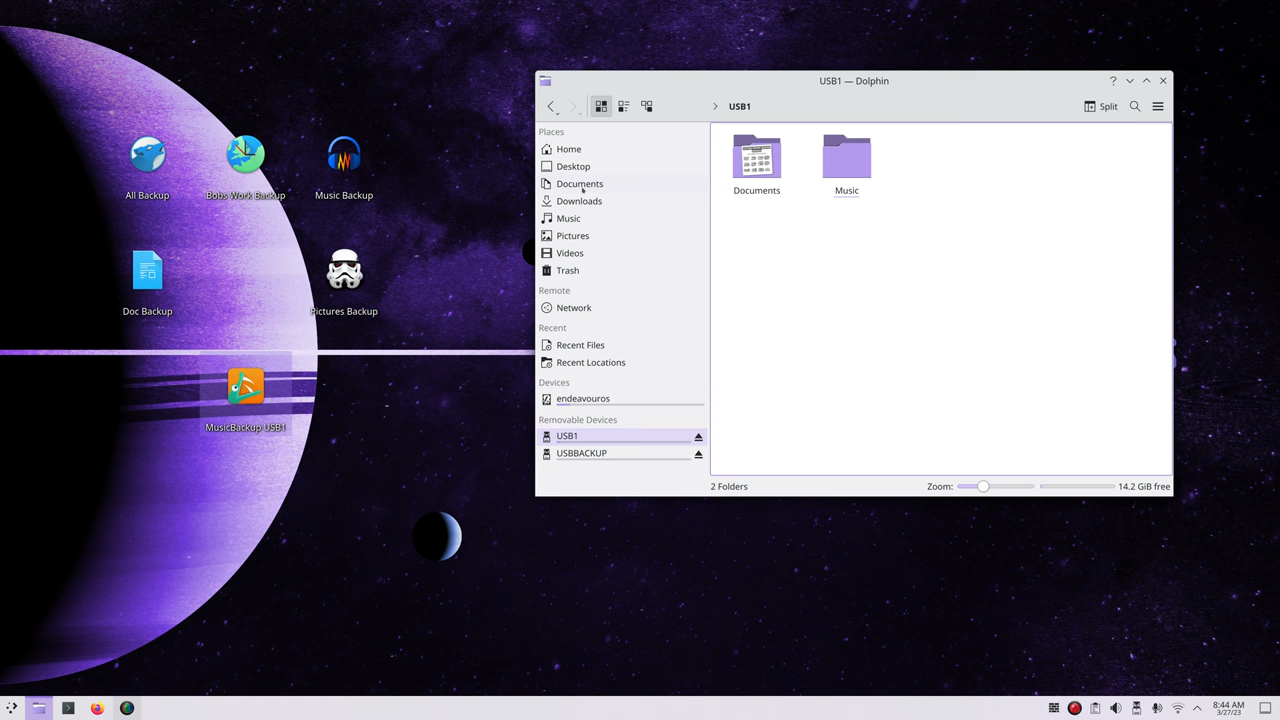 USB1 — Dolphin
USB1
Split
Places
Home
Desktop
Documents
Downloads
Music
Pictures
Videos
Trash
Remote
Network
Recent
Recent Files
Recent Locations
Devices
endeavouros
Removable Devices
USB1
USBBACKUP
Documents
Music
2 Folders
Zoom:
14.2 GiB free
All Backup
Bobs Work Backup
Music Backup
Doc Backup
Pictures Backup
MusicBackup USB1
8:44 AM
3/27/23